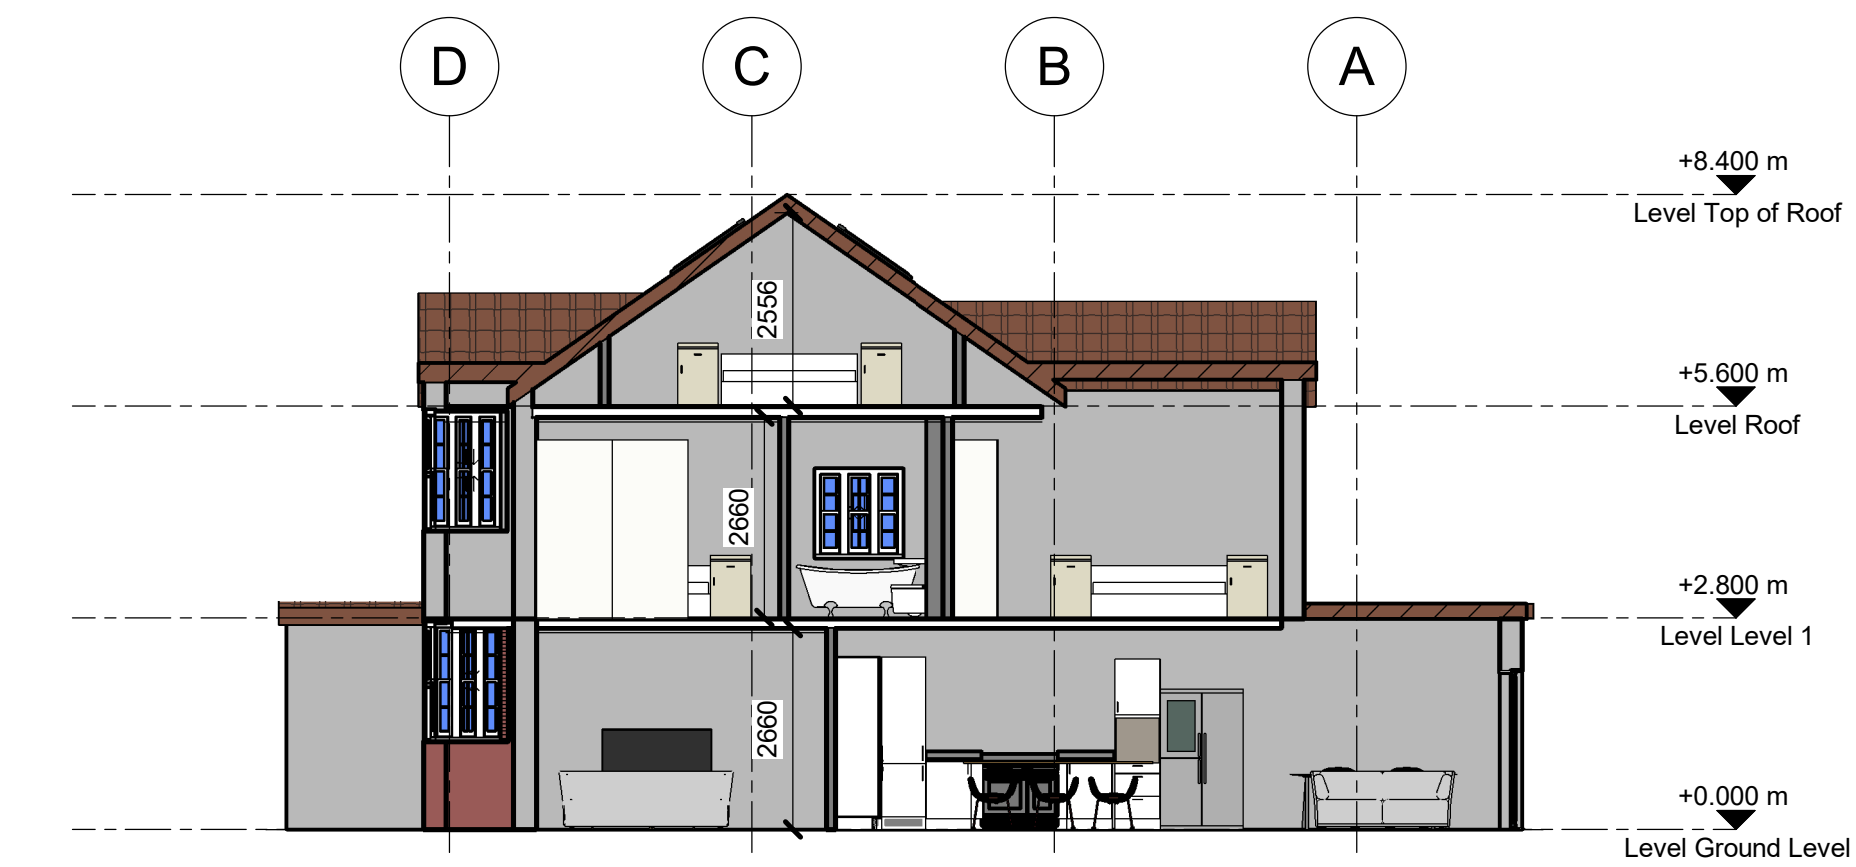 D
C
B
A
+8.400 m
Level Top of Roof
2556
+5.600 m
Level Roof
2660
+2.800 m
Level Level 1
2660
+0.000 m
Level Ground Level